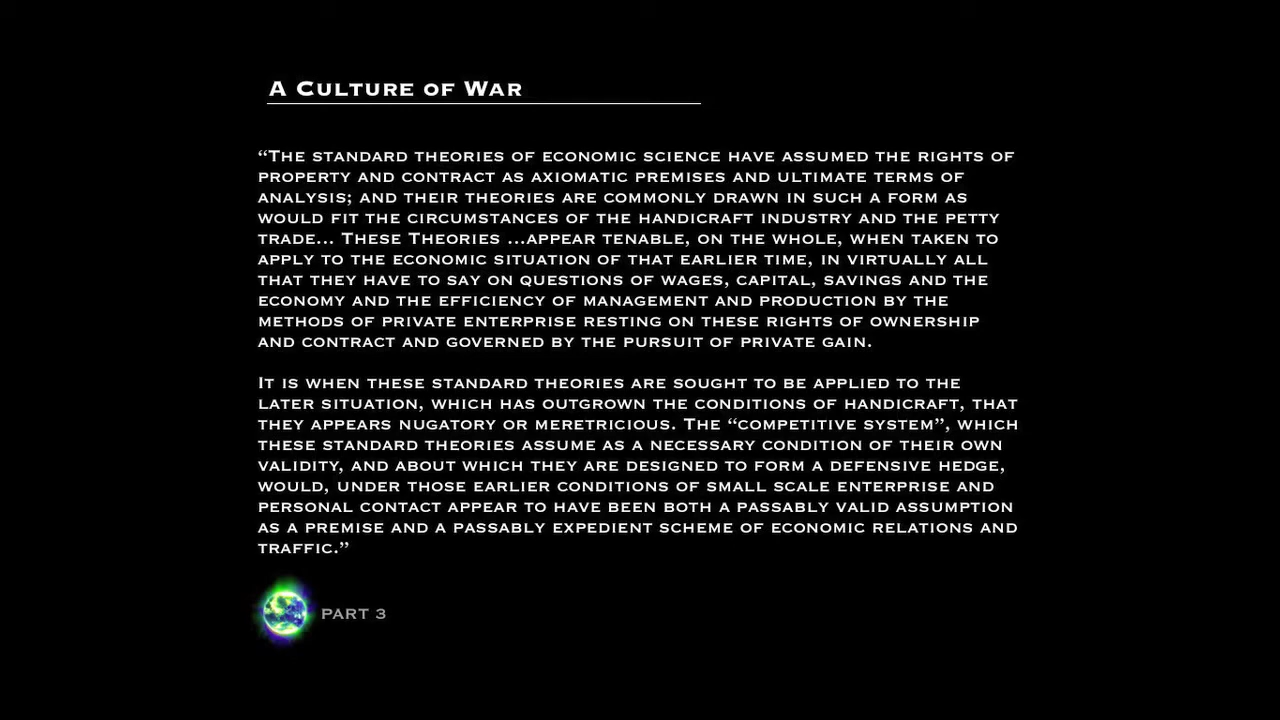 A Culture of War
“The standard theories of economic science have assumed the rights of
property and contract as axiomatic premises and ultimate terms of
analysis; and their theories are commonly drawn in such a form as
would fit the circumstances of the handicraft industry and the petty
trade... These Theories ...appear tenable, on the whole, when taken to
apply to the economic situation of that earlier time, in virtually all
that they have to say on questions of wages, capital, savings and the
economy and the efficiency of management and production by the
methods of private enterprise resting on these rights of ownership
and contract and governed by the pursuit of private gain.
It is when these standard theories are sought to be applied to the
later situation, which has outgrown the conditions of handicraft, that
they appears nugatory or meretricious. The “competitive system”, which
these standard theories assume as a necessary condition of their own
validity, and about which they are designed to form a defensive hedge,
would, under those earlier conditions of small scale enterprise and
personal contact appear to have been both a passably valid assumption
as a premise and a passably expedient scheme of economic relations and
traffic.”
PART 3